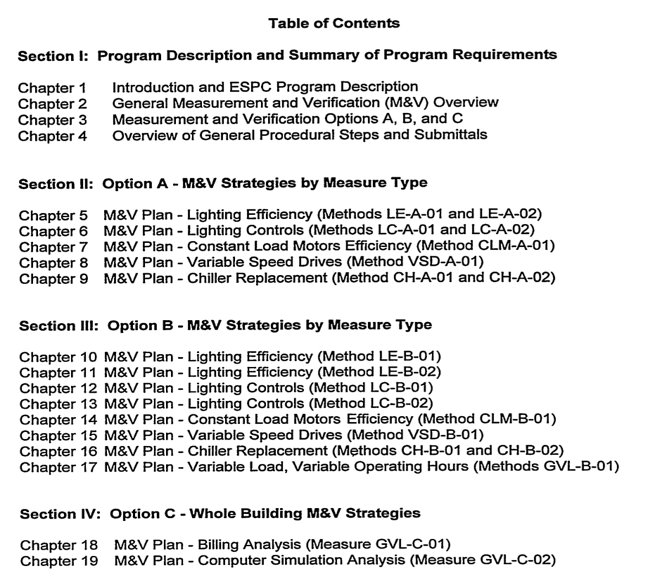 Table of Contents
Section I: Program Description and Summary of Program Requirements
Chapter 1 Introduction and ESPC Program Description
Chapter 2 General Measurement and Verification (M&V) Overview
Chapter 3 Measurement and Verification Options A, B, and C
Chapter 4 Overview of General Procedural Steps and Submittals
Section II: Option A - M&V Strategies by Measure Type
Chapter 5 M&V Plan - Lighting Efficiency (Methods LE-A-01 and LE-A-02)
Chapter 6 M&V Plan - Lighting Controls (Methods LC-A-01 and LC-A-02)
Chapter 7 M&V Plan - Constant Load Motors Efficiency (Method CLM-A-01)
Chapter 8 M&V Plan - Variable Speed Drives (Method VSD-A-01)
Chapter 9 M&V Plan - Chiller Replacement (Method CH-A-01 and CH-A-02)
Section III: Option B - M&V Strategies by Measure Type
Chapter 10 M&V Plan - Lighting Efficiency (Method LE-B-01)
Chapter 11 M&V Plan - Lighting Efficiency (Method LE-B-02)
Chapter 12 M&V Plan - Lighting Controls (Method LC-B-01)
Chapter 13 M&V Plan - Lighting Controls (Method LC-B-02)
Chapter 14 M&V Plan - Constant Load Motors Efficiency (Method CLM-B-01)
Chapter 15 M&V Plan - Variable Speed Drives (Method VSD-B-01)
Chapter 16 M&V Plan - Chiller Replacement (Methods CH-B-01 and CH-B-02)
Chapter 17 M&V Plan - Variable Load, Variable Operating Hours (Methods GVL-B-01)
Section IV: Option C - Whole Building M&V Strategies
Chapter 18 M&V Plan - Billing Analysis (Measure GVL-C-01)
Chapter 19 M&V Plan - Computer Simulation Analysis (Measure GVL-C-02)